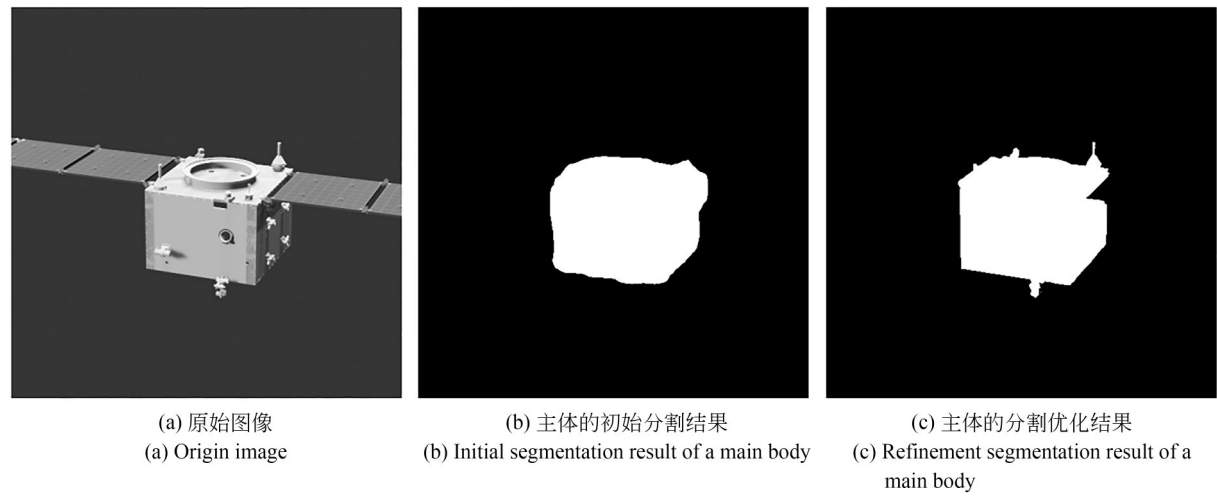 (a) 原始图像
(a) Origin image
(b) 主体的初始分割结果
(b) Initial segmentation result of a main body
(c) 主体的分割优化结果
(c) Refinement segmentation result of a
main body